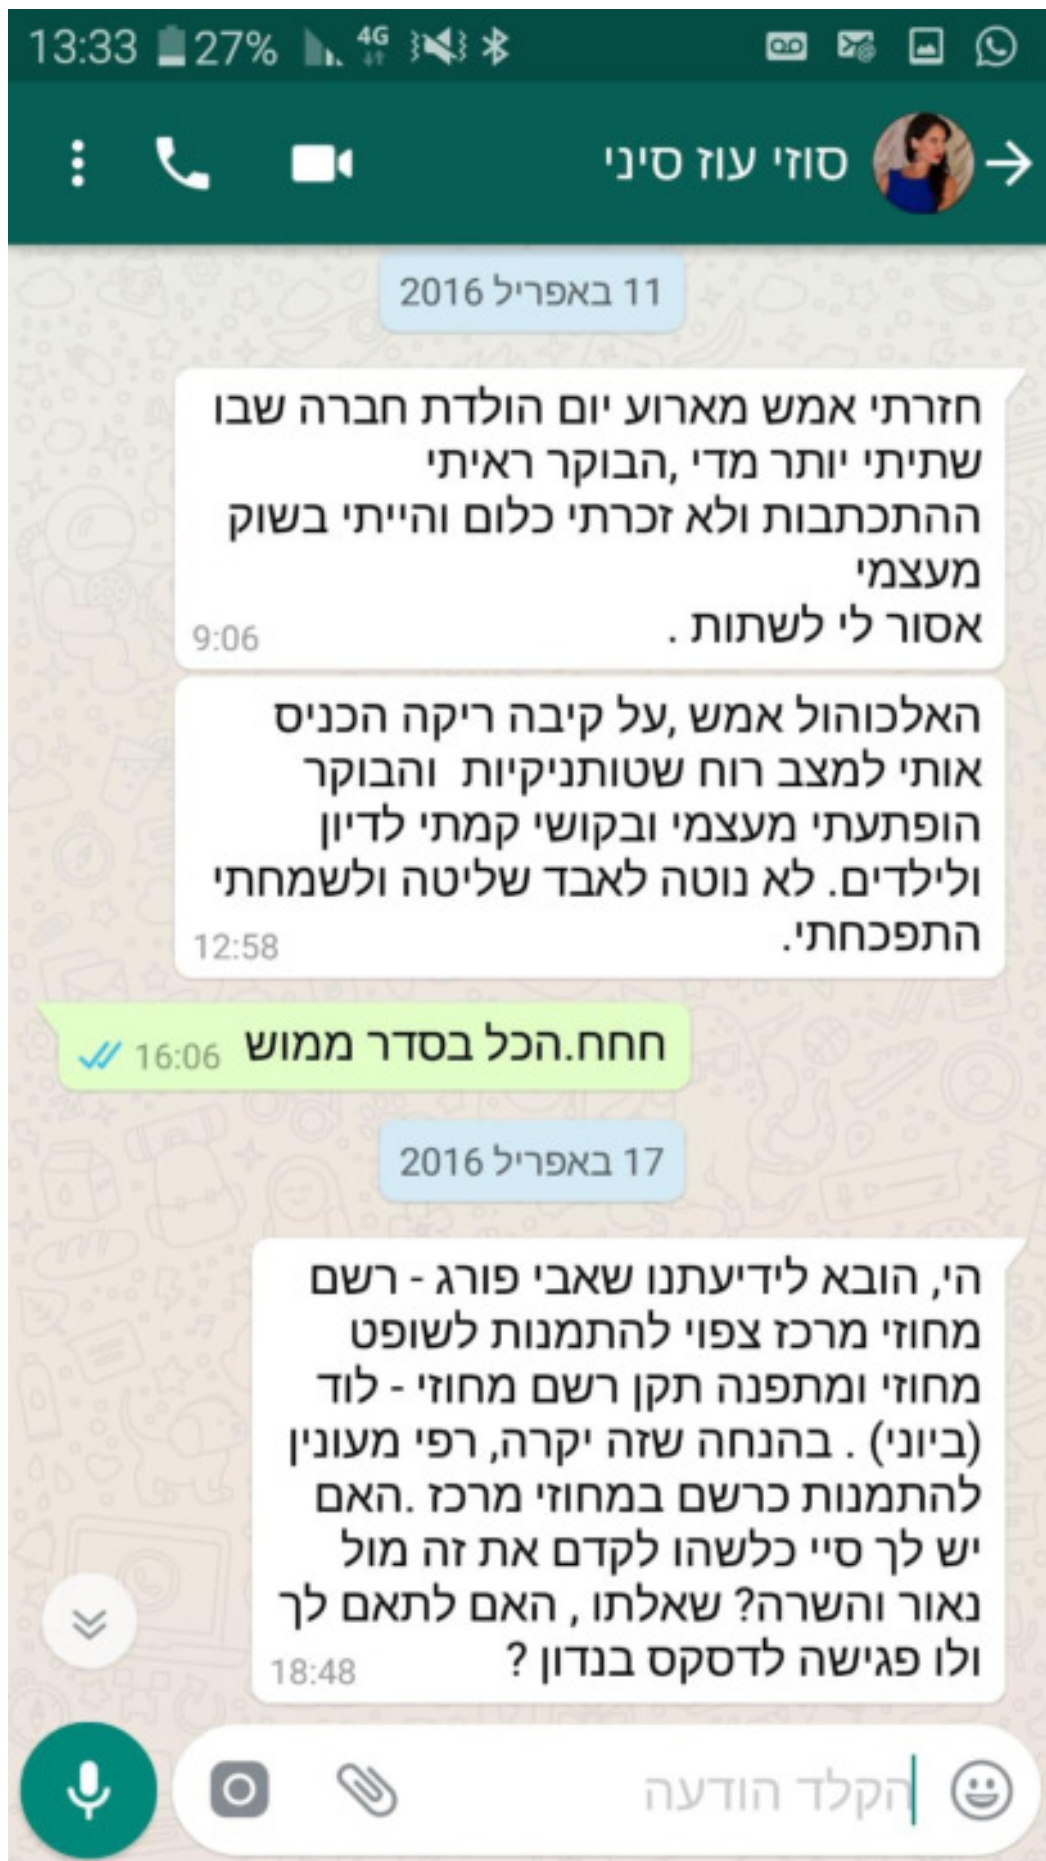 13:33 27% 4G
סוזי עוז סיני
11 באפריל 2016
חזרתי אמש מארוע יום הולדת חברה שבו
שתיתי יותר מדי ,הבוקר ראיתי
ההתכתבות ולא זכרתי כלום והייתי בשוק
מעצמי
אסור לי לשתות .
9:06
האלכוהול אמש ,על קיבה ריקה הכניס
אותי למצב רוח שטותניקיות והבוקר
הופתעתי מעצמי ובקושי קמתי לדיון
ולילדים. לא נוטה לאבד שליטה ולשמחתי
התפכחתי.
12:58
חחח.הכל בסדר ממוש
16:06
17 באפריל 2016
הי, הובא לידיעתנו שאבי פורג - רשם
מחוזי מרכז צפוי להתמנות לשופט
מחוזי ומתפנה תקן רשם מחוזי - לוד
(ביוני) . בהנחה שזה יקרה, רפי מעונין
להתמנות כרשם במחוזי מרכז .האם
יש לך סיי כלשהו לקדם את זה מול
נאור והשרה? שאלתו , האם לתאם לך
ולו פגישה לדסקס בנדון ?
18:48
הקלד הודעה